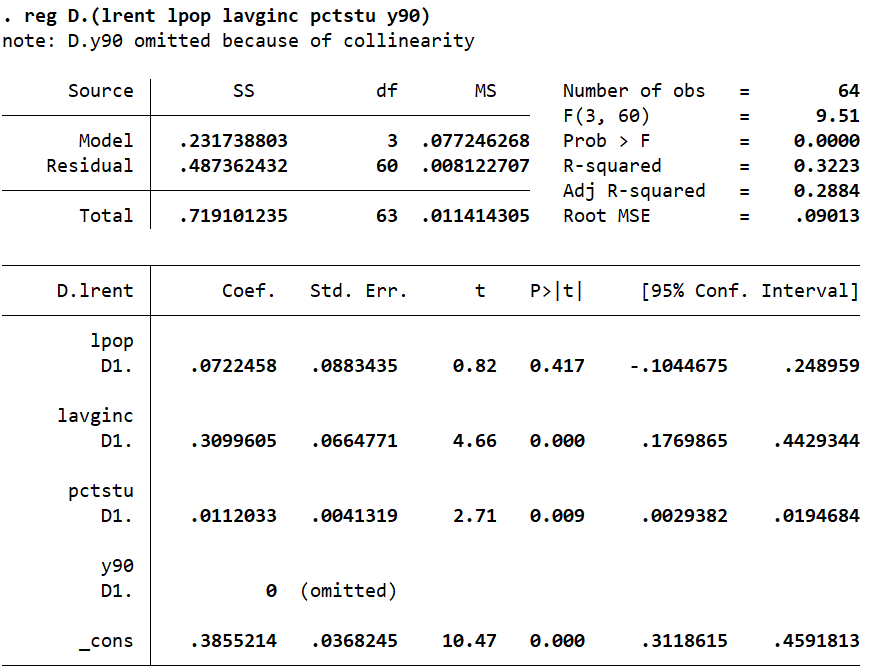 . reg D.(lrent lpop lavginc pctstu y90)
note: D.y90 omitted because of collinearity
Source SS df MS Number of obs = 64
F(3, 60) = 9.51
Model .231738803 3 .077246268 Prob > F = 0.0000
Residual .487362432 60 .008122707 R-squared = 0.3223
Adj R-squared = 0.2884
Total .719101235 63 .011414305 Root MSE = .09013
D.lrent Coef. Std. Err. t P>|t| [95% Conf. Interval]
lpop
D1. .0722458 .0883435 0.82 0.417 -.1044675 .248959
lavginc
D1. .3099605 .0664771 4.66 0.000 .1769865 .4429344
pctstu
D1. .0112033 .0041319 2.71 0.009 .0029382 .0194684
y90
D1. 0 (omitted)
_cons .3855214 .0368245 10.47 0.000 .3118615 .4591813